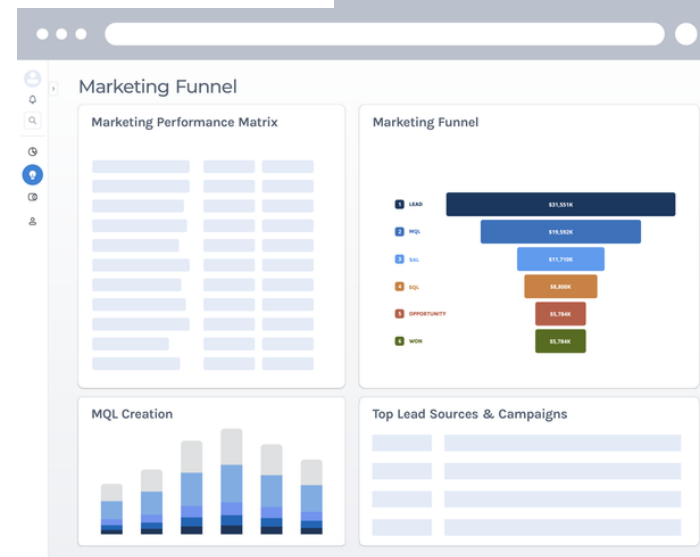 Marketing Funnel
Marketing Performance Matrix
Marketing Funnel
1 LEAD $31,551K
2 MQL $19,592K
3 SAL $11,710K
4 SQL $8,800K
5 OPPORTUNITY $5,784K
6 WON $5,784K
MQL Creation
Top Lead Sources & Campaigns